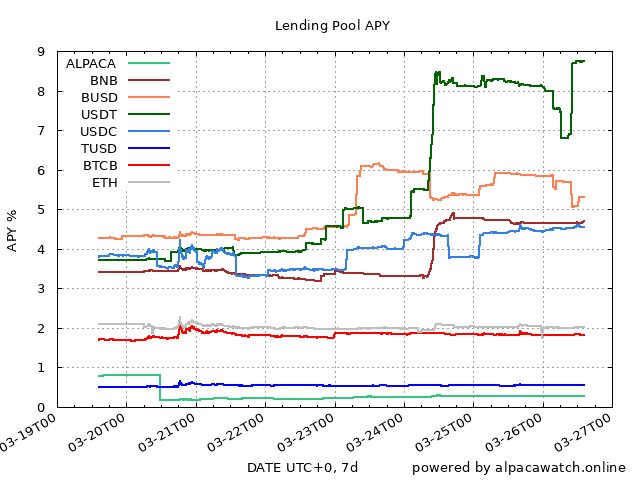 Lending Pool APY
APY %
9
8
7
6
5
4
3
2
1
0
ALPACA
BNB
BUSD
USDT
USDC
TUSD
BTCB
ETH
03-19T00
03-20T00
03-21T00
03-22T00
03-23T00
03-24T00
03-25T00
03-26T00
03-27T00
DATE UTC+0, 7d
powered by alpacawatch.online